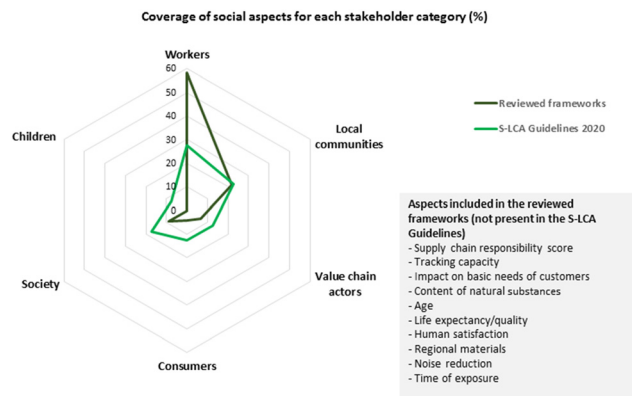 Coverage of social aspects for each stakeholder category (%)
Workers
60
50
40
30
20
10
0
Children
Local
communities
Value chain
actors
Society
Consumers
Reviewed frameworks
S-LCA Guidelines 2020
Aspects included in the reviewed
frameworks (not present in the S-LCA
Guidelines)
- Supply chain responsibility score
- Tracking capacity
- Impact on basic needs of customers
- Content of natural substances
- Age
- Life expectancy/quality
- Human satisfaction
- Regional materials
- Noise reduction
- Time of exposure